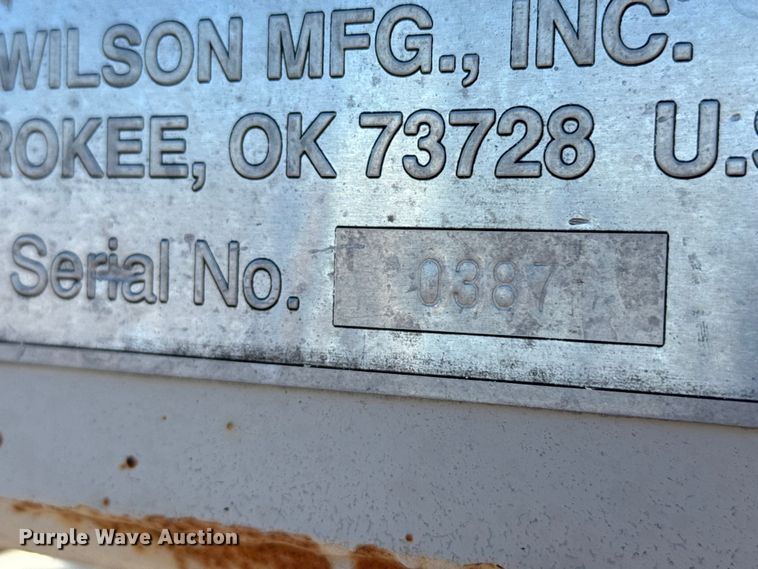 WILSON MFG., INC.
ROKEE, OK 73728 U.S
Serial No. 0387
Purple Wave Auction